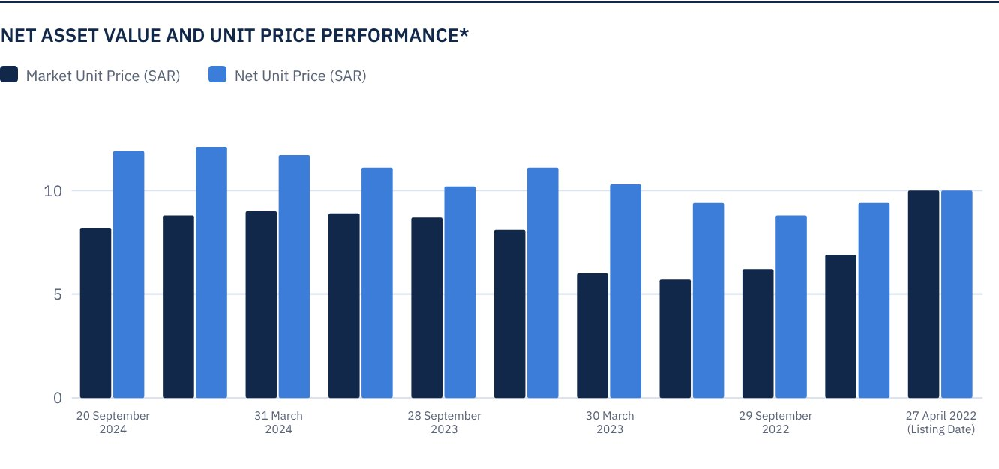 NET ASSET VALUE AND UNIT PRICE PERFORMANCE*
Market Unit Price (SAR) Net Unit Price (SAR)
10
5
0
20 September 31 March 28 September 30 March 29 September 27 April 2022
2024 2024 2023 2023 2022 (Listing Date)